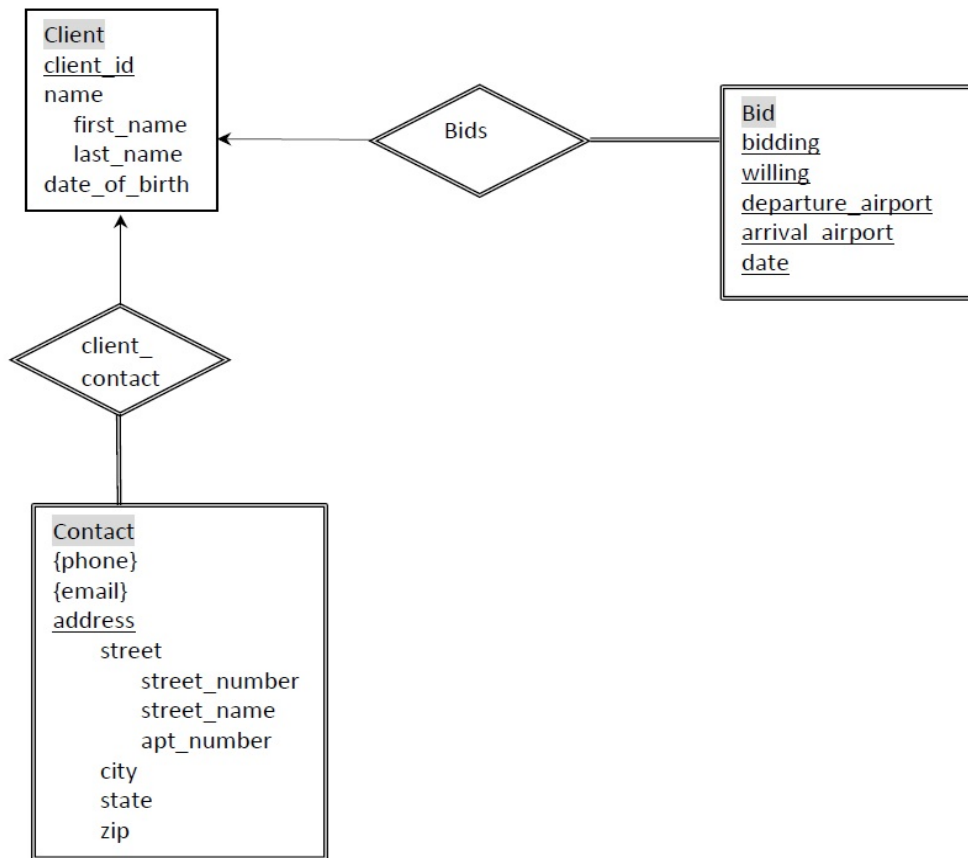 Client
client_id
name
first_name
last_name
date_of_birth
Bids
Bid
bidding
willing
departure_airport
arrival_airport
date
client_
contact
Contact
{phone}
{email}
address
street
street_number
street_name
apt_number
city
state
zip